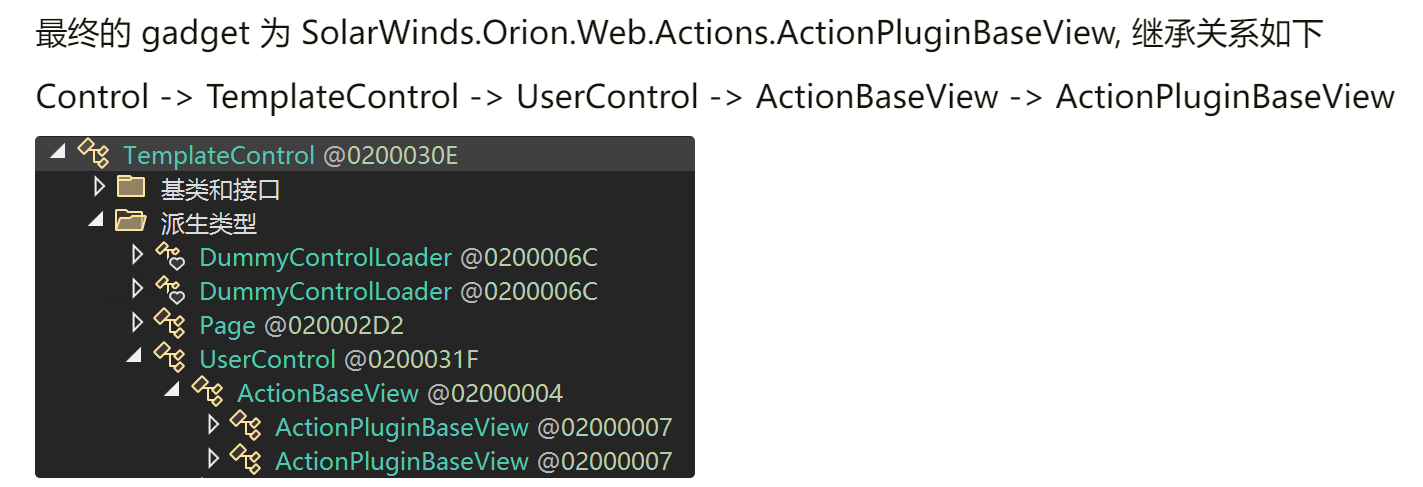 最终的 gadget 为 SolarWinds.Orion.Web.Actions.ActionPluginBaseView, 继承关系如下
Control -> TemplateControl -> UserControl -> ActionBaseView -> ActionPluginBaseView
TemplateControl @0200030E
基类和接口
派生类型
DummyControlLoader @0200006C
DummyControlLoader @0200006C
Page @020002D2
UserControl @0200031F
ActionBaseView @02000004
ActionPluginBaseView @02000007
ActionPluginBaseView @02000007